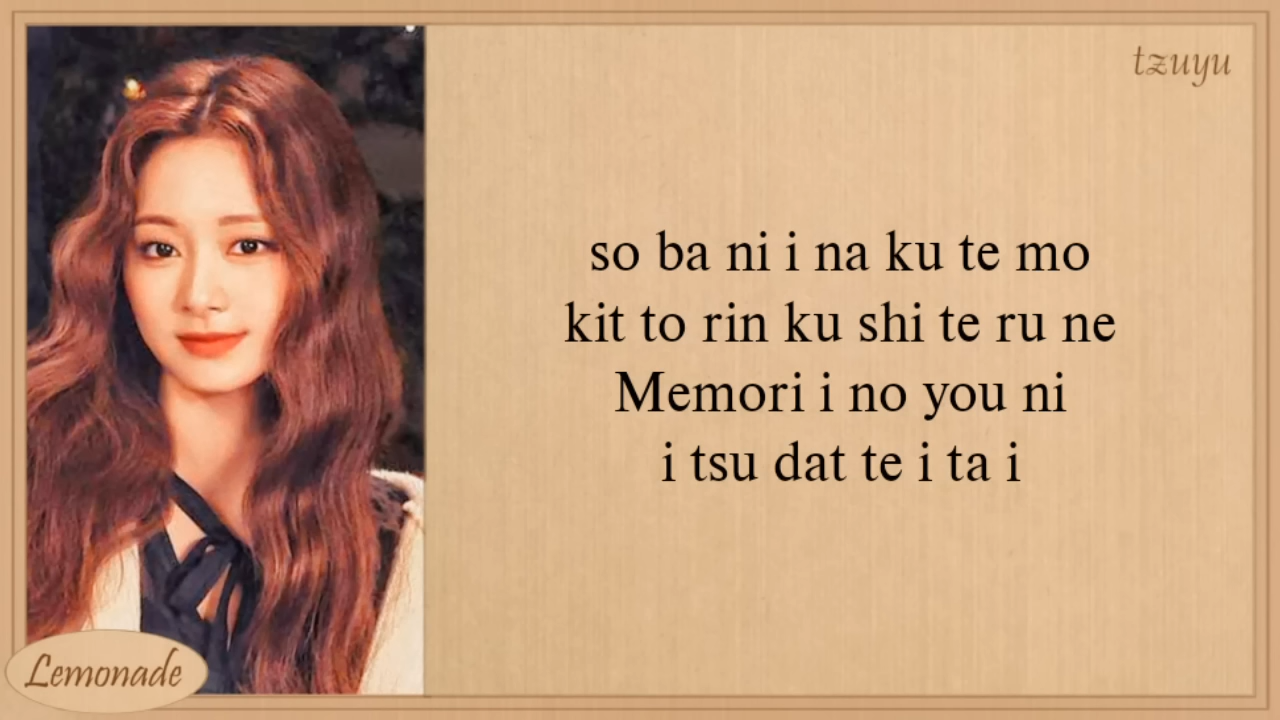 tzuyu
so ba ni i na ku te mo
kit to rin ku shi te ru ne
Memori i no you ni
i tsu dat te i ta i
Lemonade